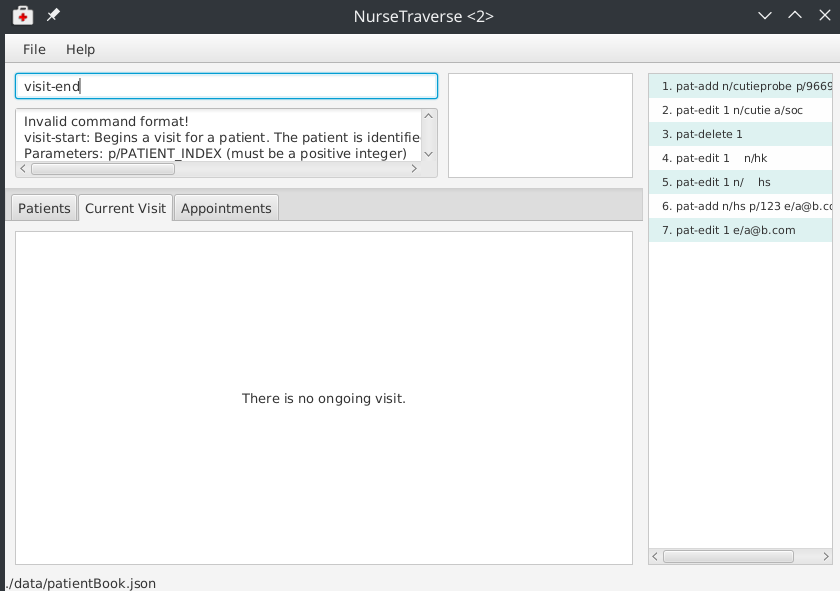 NurseTraverse <2>
File Help
visit-end
Invalid command format!
visit-start: Begins a visit for a patient. The patient is identifie
Parameters: p/PATIENT_INDEX (must be a positive integer)
1. pat-add n/cutieprobe p/9669
2. pat-edit 1 n/cutie a/soc
3. pat-delete 1
4. pat-edit 1    n/hk
5. pat-edit 1 n/    hs
6. pat-add n/hs p/123 e/a@b.co
7. pat-edit 1 e/a@b.com
Patients Current Visit Appointments
There is no ongoing visit.
./data/patientBook.json